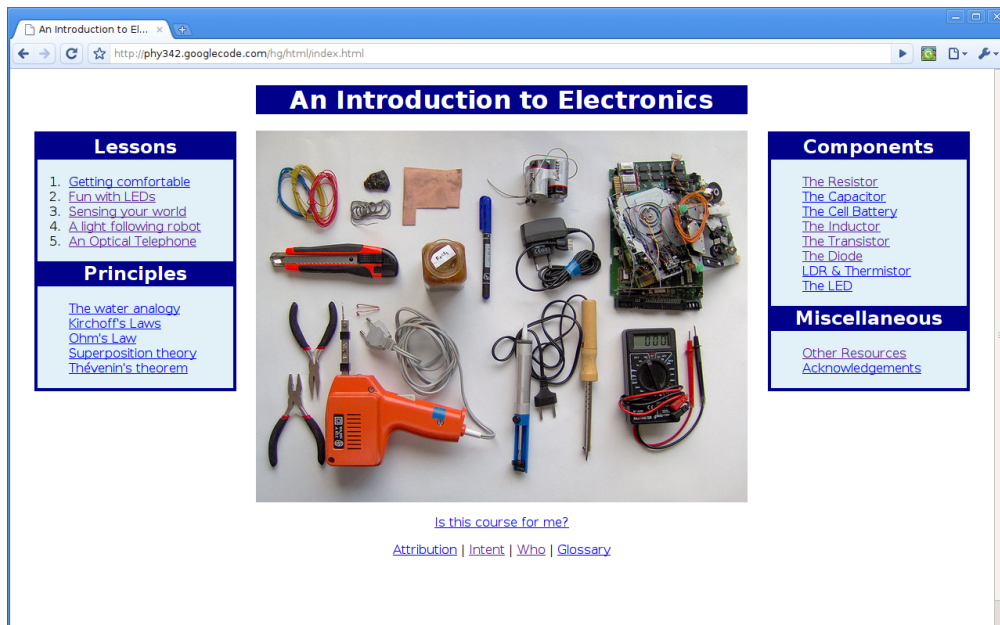 An Introduction to El...
http://phy342.googlecode.com/hg/html/index.html
An Introduction to Electronics
Lessons
1. Getting comfortable
2. Fun with LEDs
3. Sensing your world
4. A light following robot
5. An Optical Telephone
Principles
The water analogy
Kirchoff's Laws
Ohm's Law
Superposition theory
Thévenin's theorem
Components
The Resistor
The Capacitor
The Cell Battery
The Inductor
The Transistor
The Diode
LDR & Thermistor
The LED
Miscellaneous
Other Resources
Acknowledgements
Is this course for me?
Attribution | Intent | Who | Glossary